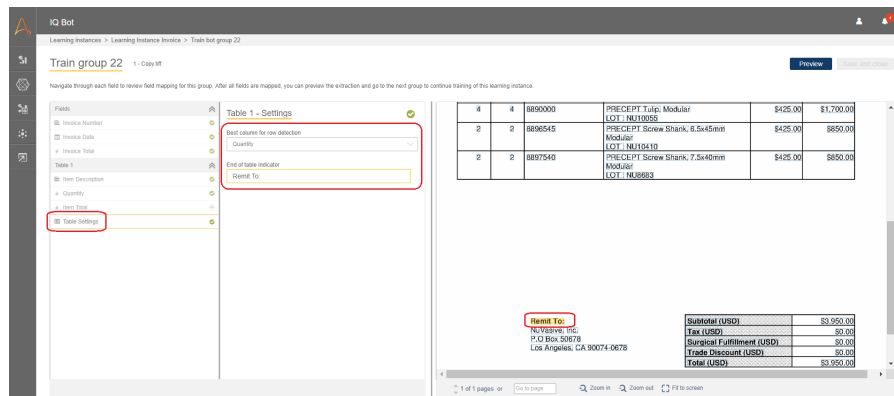 IQ Bot
4
Learning Instances > Learning Instance Invoice > Train bot group 22
Train group 22 1 - Copy.tiff
Preview Save and close
Navigate through each field to review field mapping for this group. After all fields are mapped, you can preview the extraction and go to the next group to continue training of this learning instance.
Fields
Invoice Number
Invoice Date
Invoice Total
Table 1
Item Description
Quantity
Item Total
Table Settings
Table 1 - Settings
Best column for row detection
Quantity
End of table indicator
Remit To:
4 4 8890000 PRECEPT Tulip, Modular $425.00 $1,700.00
LOT : NU10055
2 2 8896545 PRECEPT Screw Shank, 6.5x45mm $425.00 $850.00
Modular
LOT : NU10410
2 2 8897540 PRECEPT Screw Shank, 7.5x40mm $425.00 $850.00
Modular
LOT : NU8683
Remit To:
NuVasive, Inc.
P.O Box 50678
Los Angeles, CA 90074-0678
Subtotal (USD) $3,950.00
Tax (USD) $0.00
Surgical Fulfillment (USD) $0.00
Trade Discount (USD) $0.00
Total (USD) $3,950.00
1 of 1 pages or Go to page Zoom in Zoom out Fit to screen